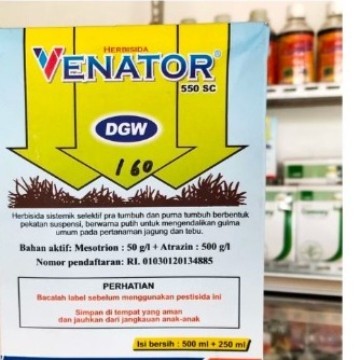 HERBISIDA
VENATOR®
550 SC
DGW
160
Herbisida sistemik selektif pra tumbuh dan purna tumbuh berbentuk
pekatan suspensi, berwarna putih untuk mengendalikan gulma
umum pada pertanaman jagung dan tebu.
Bahan aktif: Mesotrion : 50 g/l + Atrazin : 500 g/l
Nomor pendaftaran: RI. 01030120134885
PERHATIAN
Bacalah label sebelum menggunakan pestisida ini
Simpan di tempat yang aman
dan jauhkan dari jangkauan anak-anak
Isi bersih : 500 ml + 250 ml